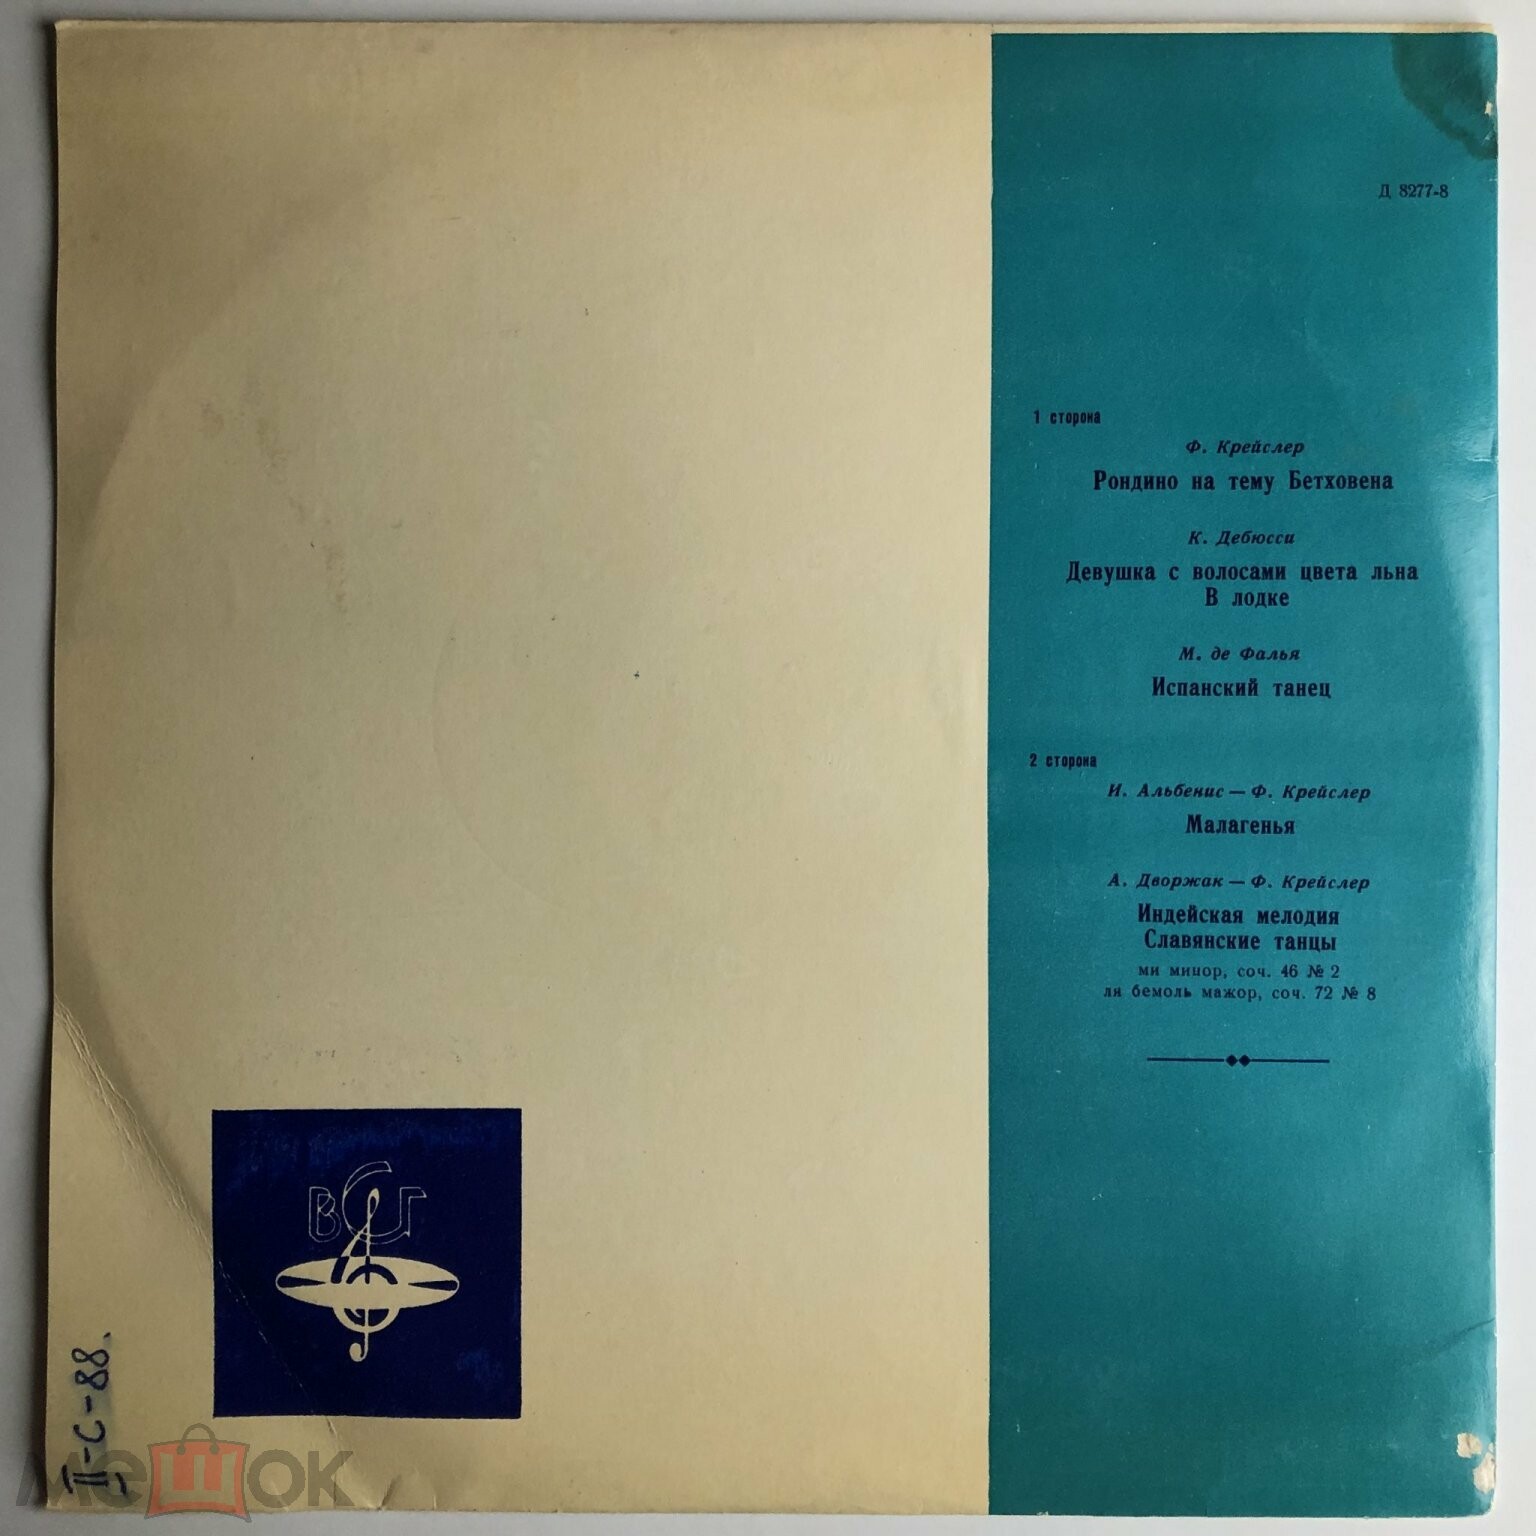 Д 8277-8
1 сторона
Ф. Крейслер
Рондино на тему Бетховена
К. Дебюсси
Девушка с волосами цвета льна
В лодке
М. де Фалья
Испанский танец
2 сторона
И. Альбенис — Ф. Крейслер
Малагенья
А. Дворжак — Ф. Крейслер
Индейская мелодия
Славянские танцы
ми минор, соч. 46 № 2
ля бемоль мажор, соч. 72 № 8
ВСГ
II-С-88.
мешок